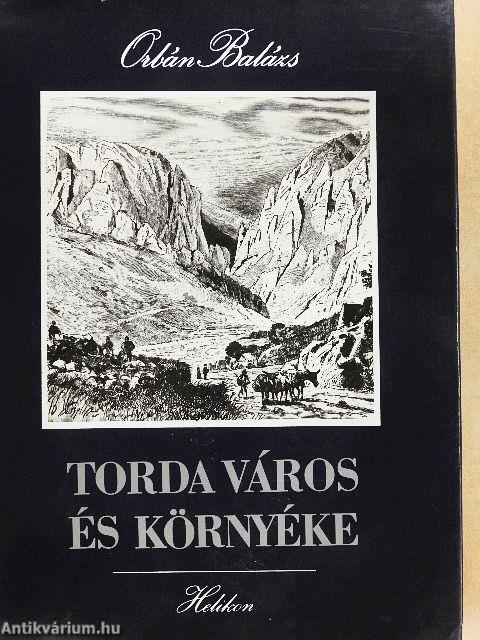 Orbán Balázs
TORDA VÁROS
ÉS KÖRNYÉKE
Helikon
Antikvárium.hu